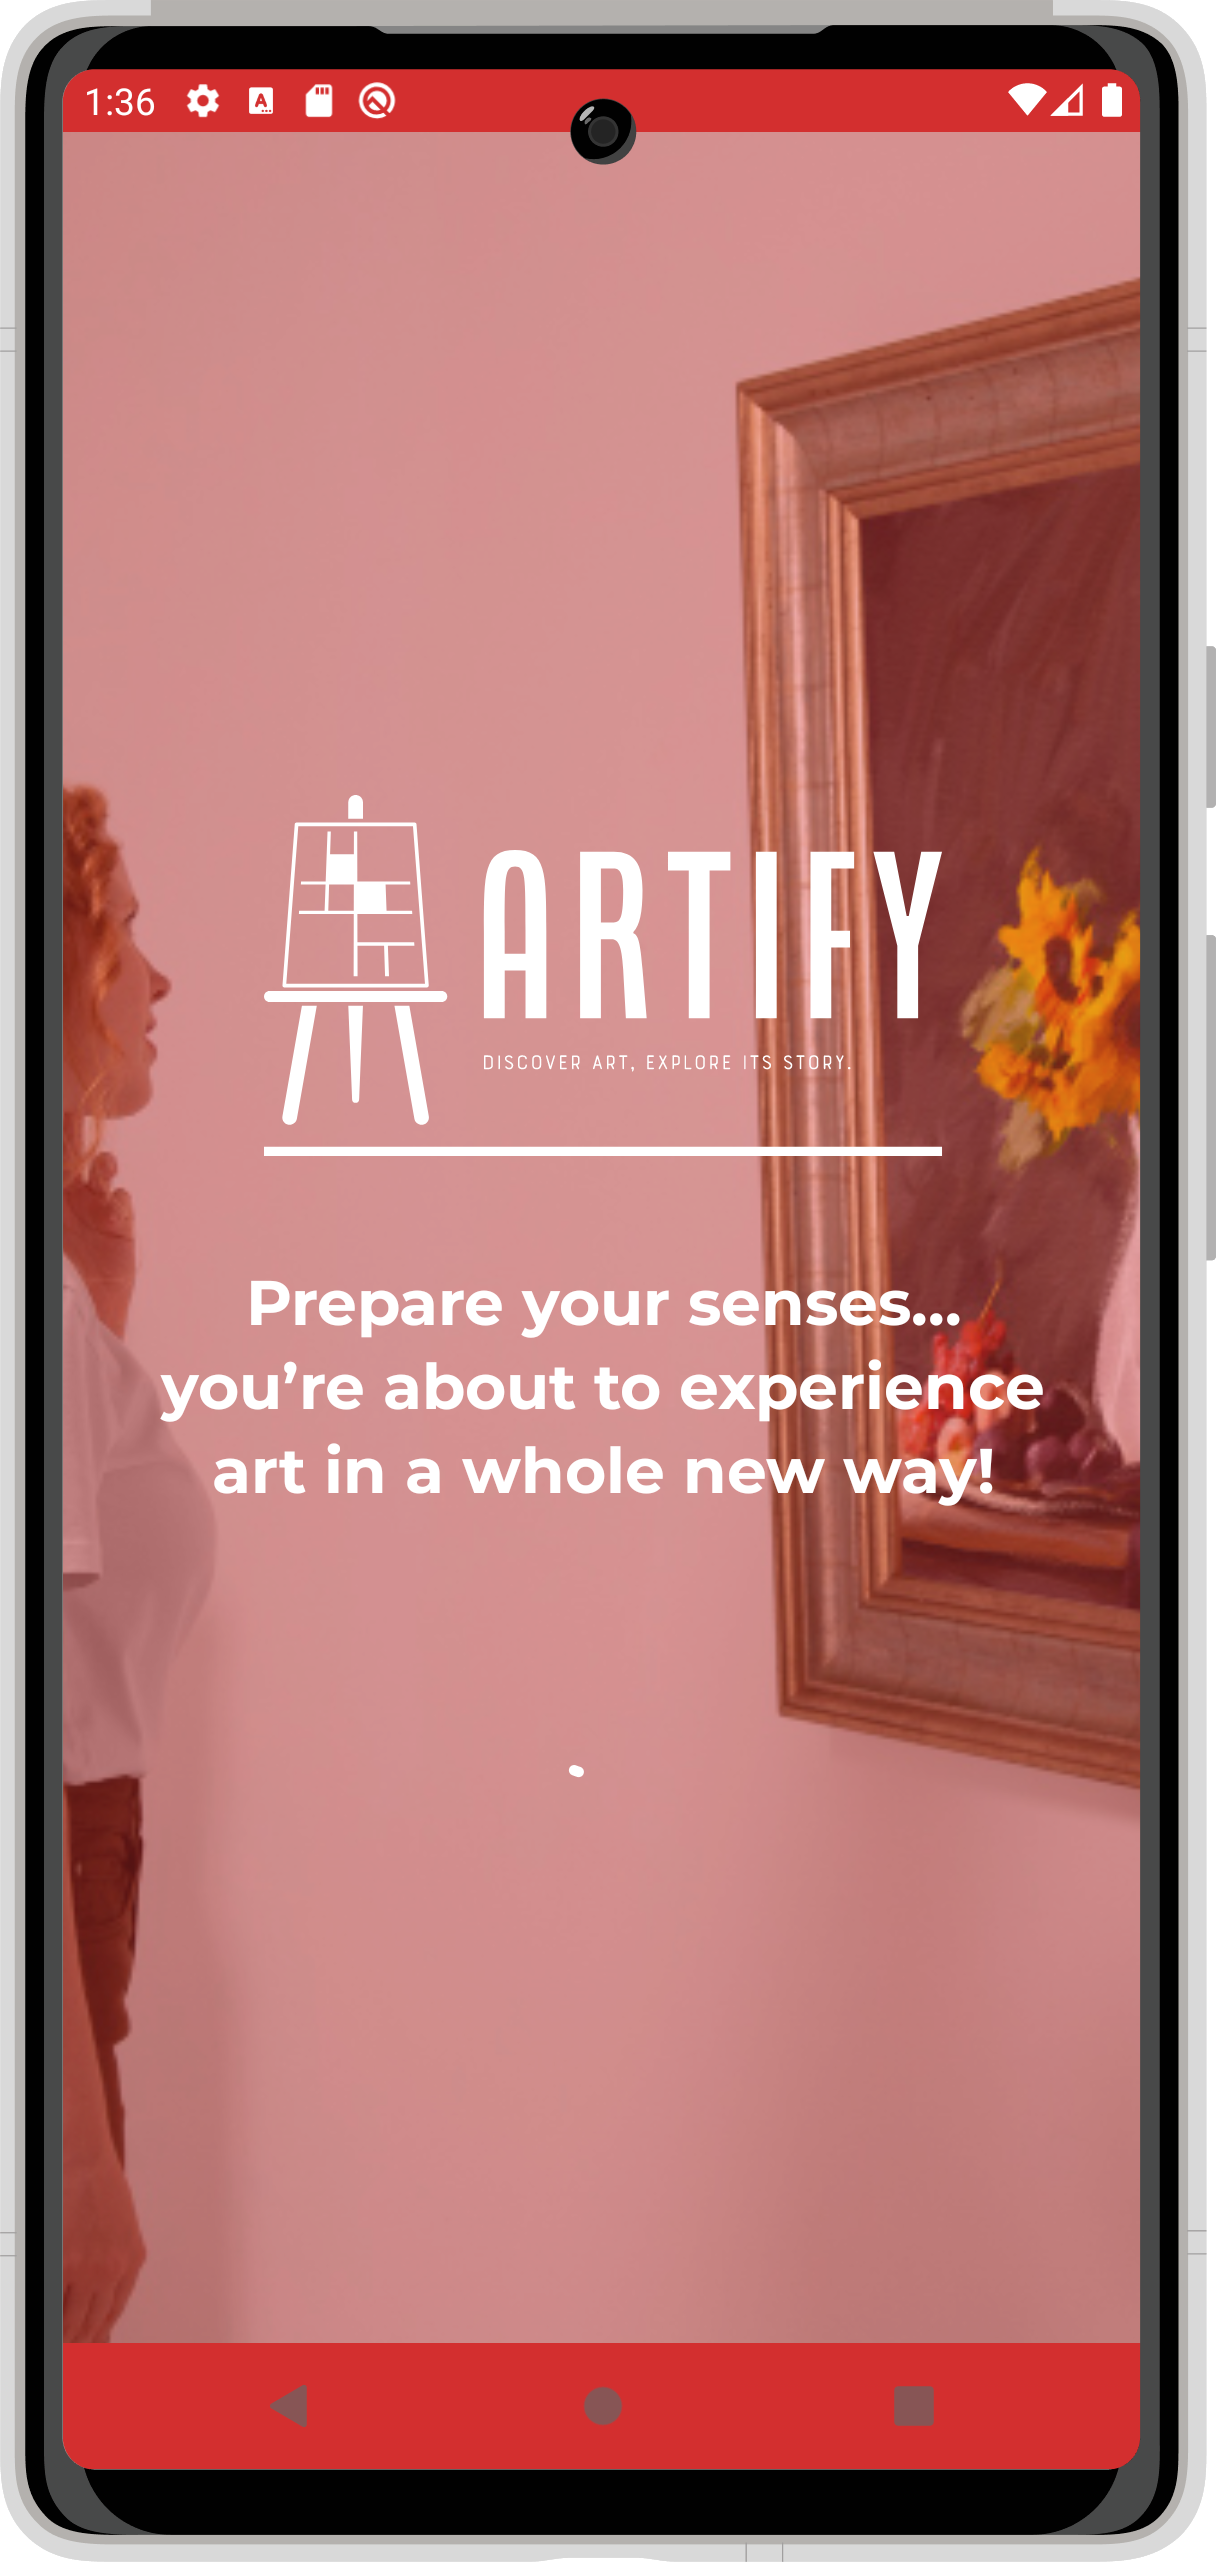 1:36
ARTIFY
DISCOVER ART, EXPLORE ITS STORY.
Prepare your senses...
you’re about to experience
art in a whole new way!